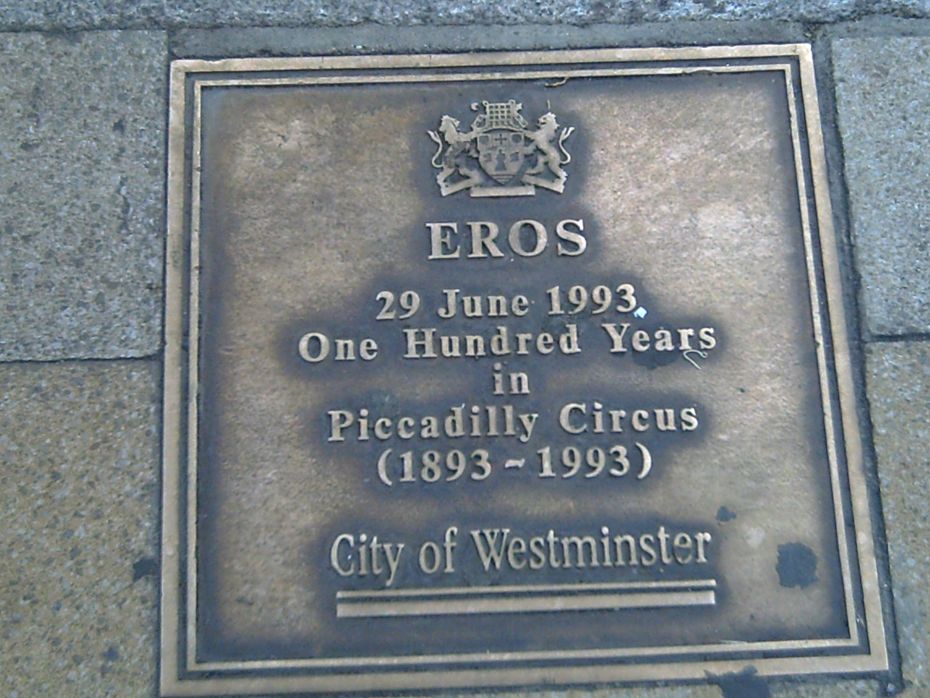 EROS
29 June 1993
One Hundred Years
in
Piccadilly Circus
(1893 ~ 1993)
City of Westminster